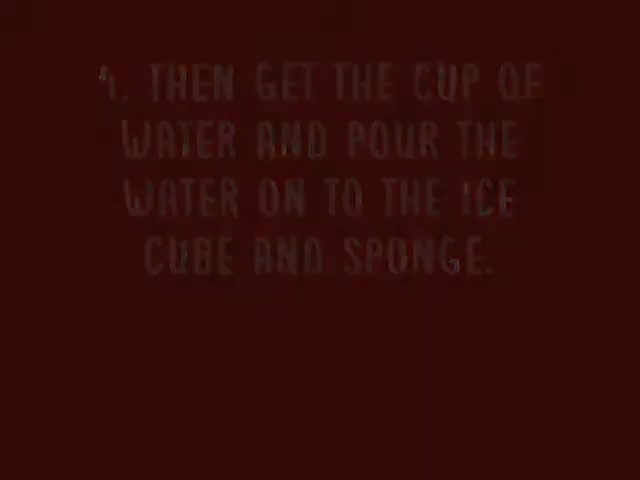 4. THEN GET THE CUP OF
WATER AND POUR THE
WATER ON TO THE ICE
CUBE AND SPONGE.